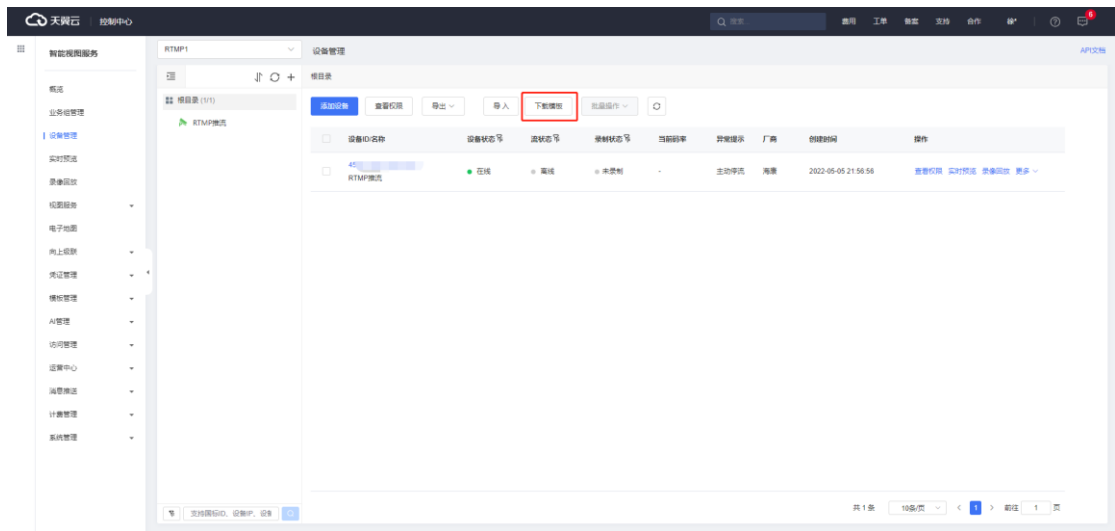 天翼云 控制中心
搜索... 费用 工单 备案 支持 合作 6
智能视图服务
RTMP1
设备管理
API文档
概览
业务组管理
设备管理
实时预览
录像回放
视图服务
电子地图
向上级联
凭证管理
模板管理
AI管理
访问管理
运营中心
消息推送
计费管理
系统管理
根目录 (1/1)
RTMP推流
支持国标ID、设备IP、设
根目录
添加设备 查看权限 导出 导入 下载模板 批量操作
设备ID/名称 设备状态 流状态 录制状态 当前码率 异常提示 厂商 创建时间 操作
45
RTMP推流 在线 离线 未录制 - 主动停流 海康 2022-05-05 21:56:56 查看权限 实时预览 录像回放 更多
共 1 条 10条/页 1 前往 1 页